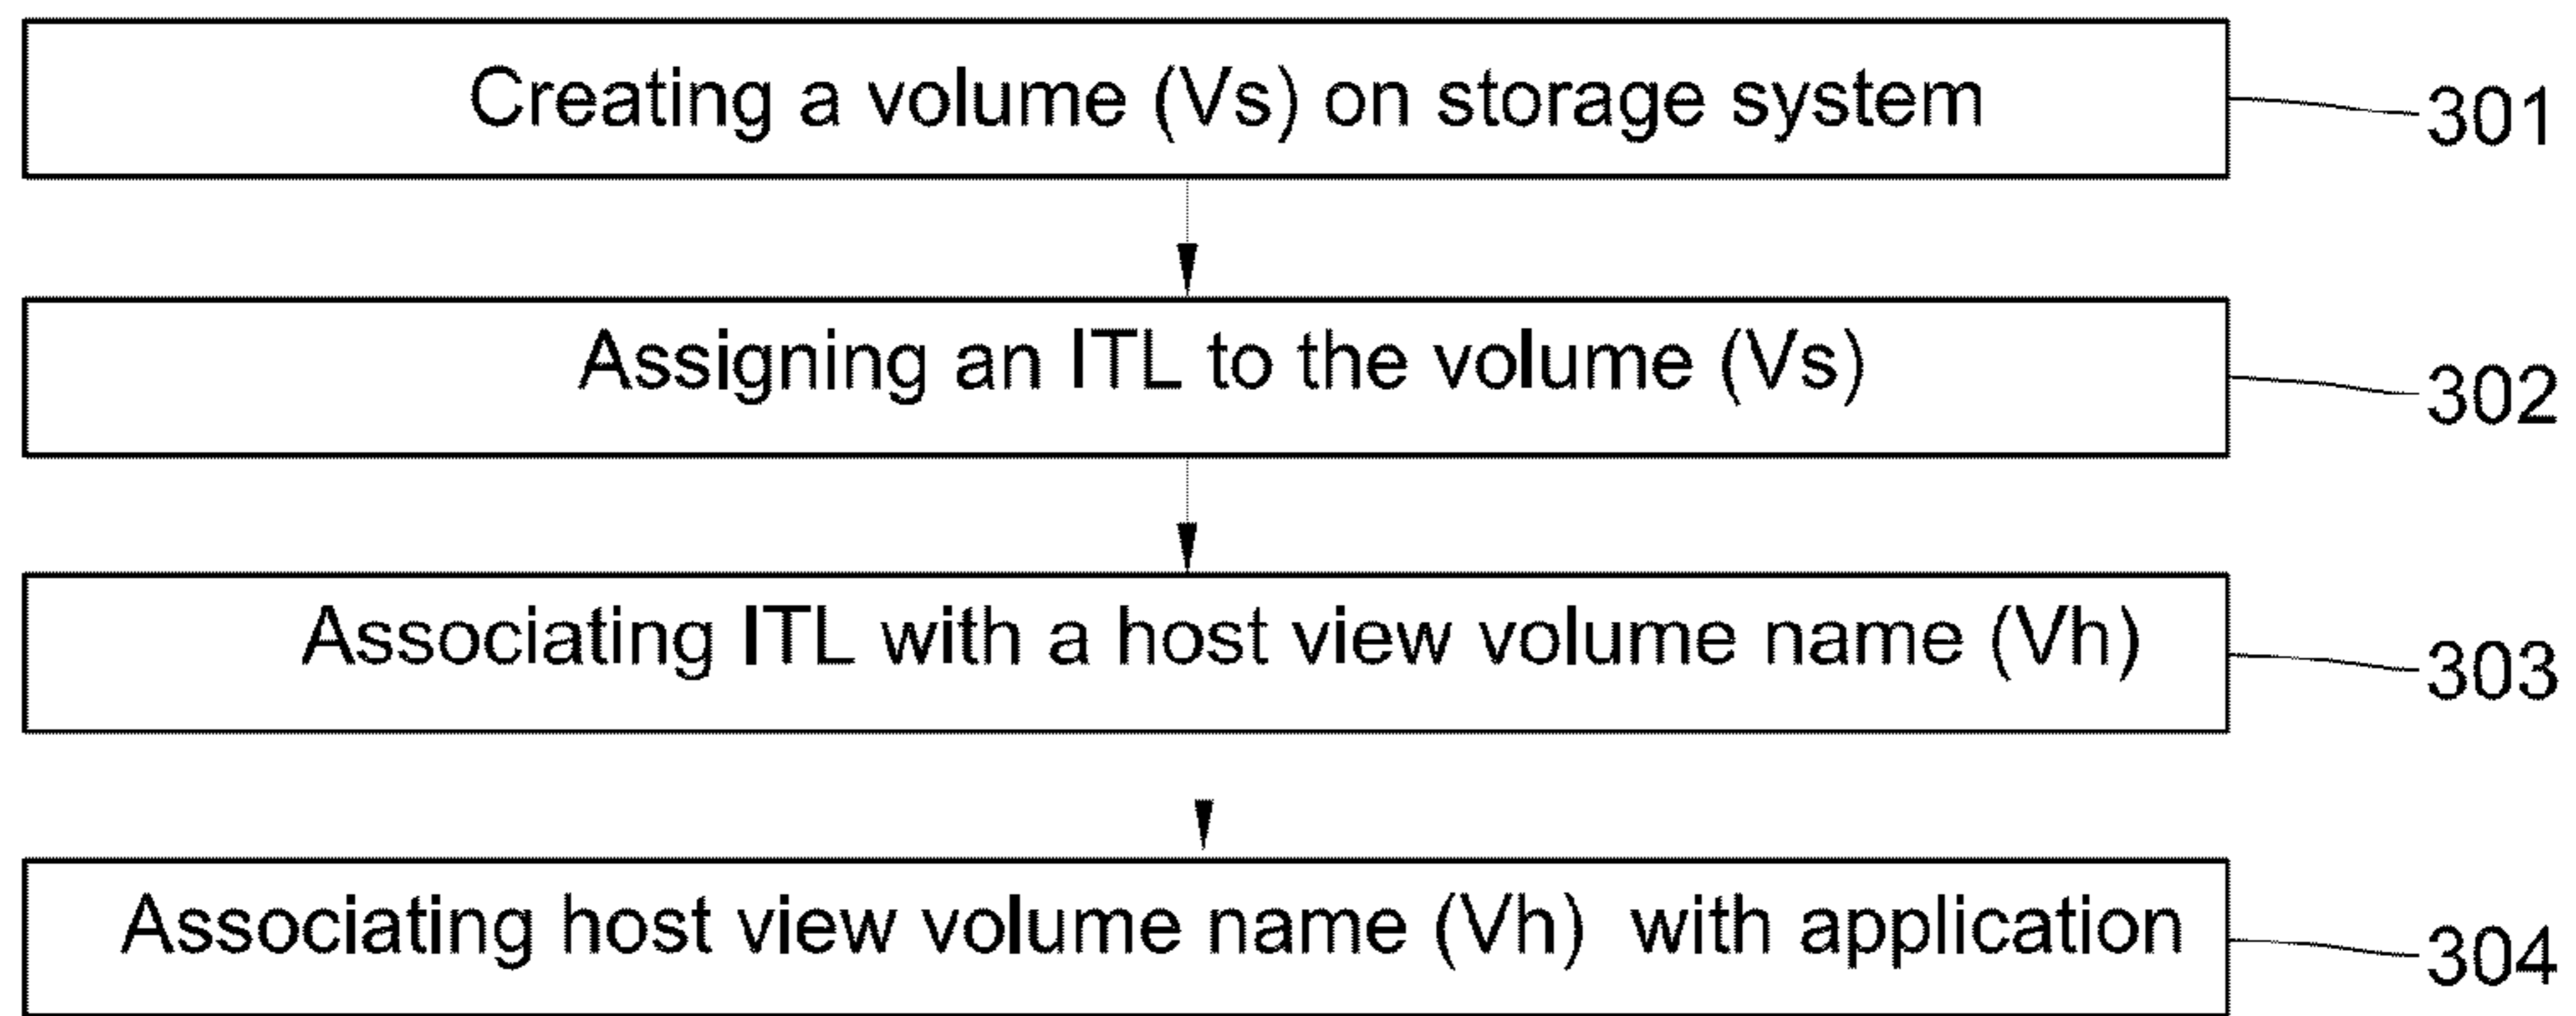 Creating a volume (Vs) on storage system
301
Assigning an ITL to the volume (Vs)
302
Associating ITL with a host view volume name (Vh)
303
Associating host view volume name (Vh) with application
304